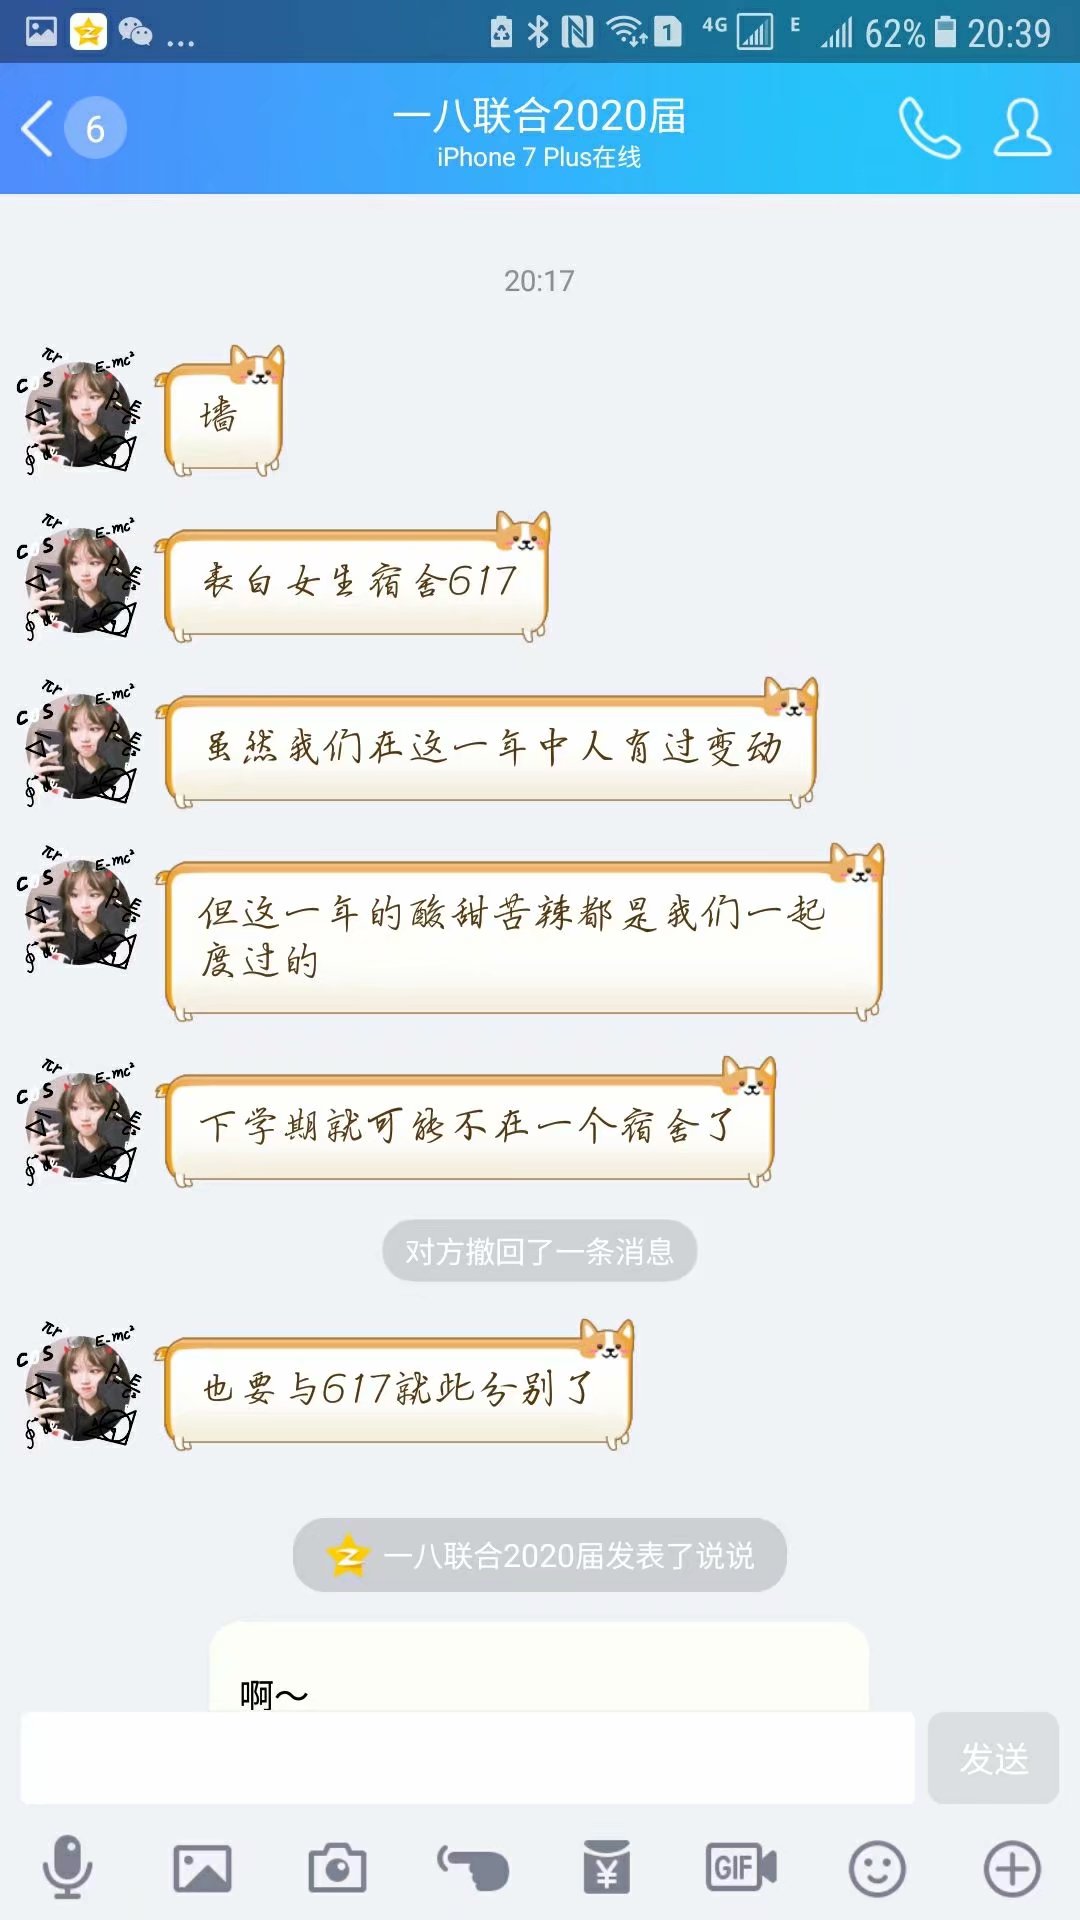 4G E 62% 20:39
6
一八联合2020届
iPhone 7 Plus在线
20:17
墙
表白女生宿舍617
虽然我们在这一年中人有过变动
但这一年的酸甜苦辣都是我们一起
度过的
下学期就可能不在一个宿舍了
对方撤回了一条消息
也要与617就此分别了
一八联合2020届发表了说说
啊～
发送
GIF